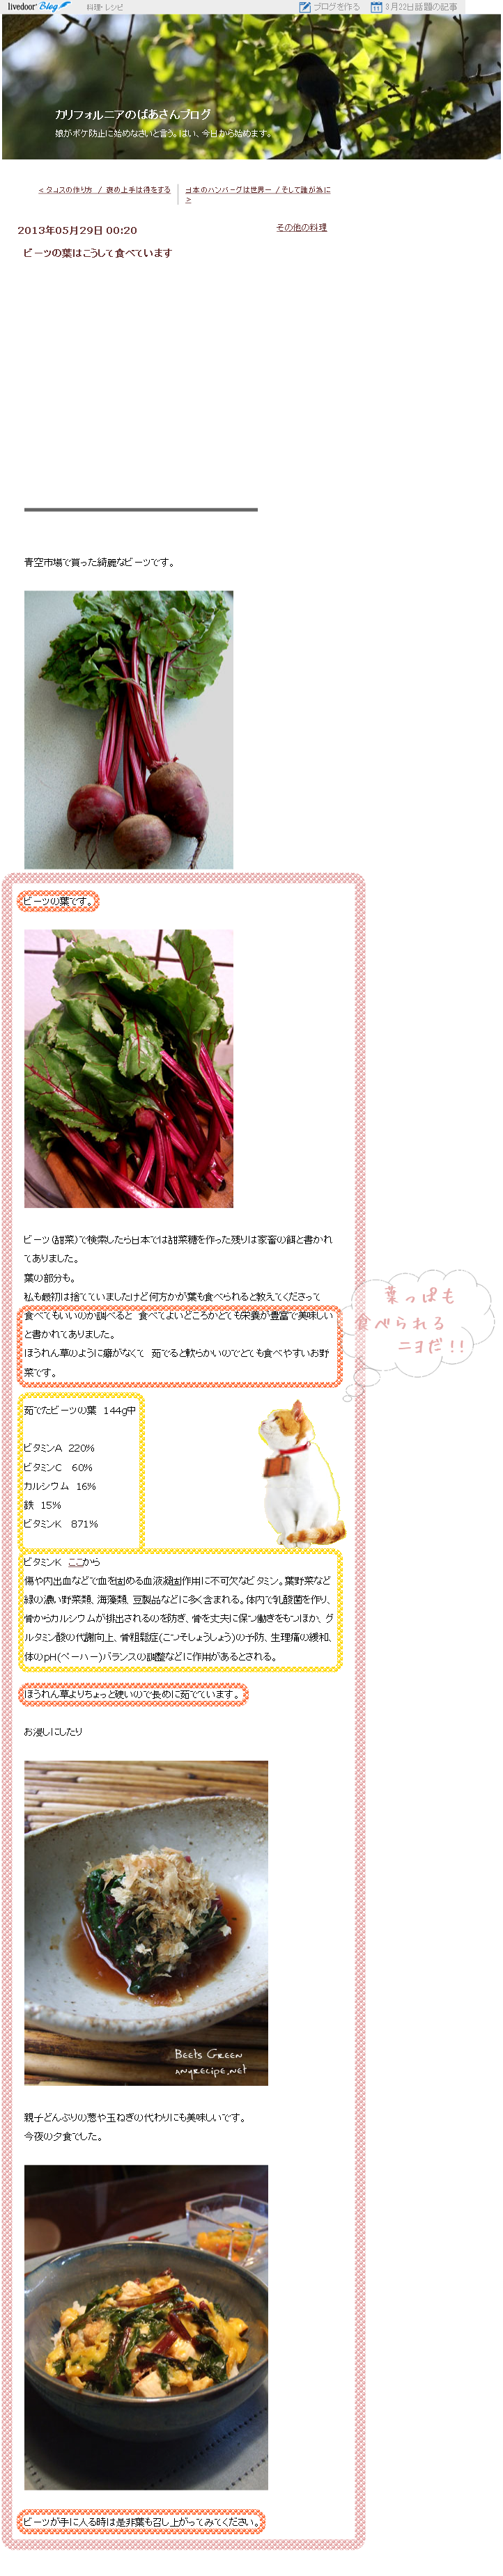 livedoor Blog 料理・レシピ ブログを作る 3月22日話題の記事
カリフォルニアのばあさんブログ
娘がボケ防止に始めなさいと言う。はい、今日から始めます。
< タコスの作り方 / 褒め上手は得をする
日本のハンバーグは世界一 / そして誰が為に
>
2013年05月29日 00:20
その他の料理
ビーツの葉はこうして食べています
青空市場で買った綺麗なビーツです。
ビーツの葉です。
ビーツ（甜菜）で検索したら日本では甜菜糖を作った残りは家畜の餌と書かれ
てありました。
葉の部分も。
私も最初は捨てていましたけど何方かが葉も食べられると教えてくださって
食べてもいいのか調べると 食べてよいどころかとても栄養が豊富で美味しい
と書かれてありました。
ほうれん草のように癖がなくて 茹でると軟らかいのでとても食べやすいお野
菜です。
葉っぱも
食べられる
ニョだ!!
茹でたビーツの葉 144g中
ビタミンA 220%
ビタミンC 60%
カルシウム 16%
鉄 15%
ビタミンK 871%
ビタミンK ここから
傷や内出血などで血を固める血液凝固作用に不可欠なビタミン。葉野菜など
緑の濃い野菜類、海藻類、豆製品などに多く含まれる。体内で乳酸菌を作り、
骨からカルシウムが排出されるのを防ぎ、骨を丈夫に保つ働きをもつほか、グ
ルタミン酸の代謝向上、骨粗鬆症(こつそしょうしょう)の予防、生理痛の緩和、
体のpH(ペーハー)バランスの調整などに作用があるとされる。
ほうれん草よりちょっと硬いので長めに茹でています。
お浸しにしたり
Beets Green
anyrecipe.net
親子どんぶりの葱や玉ねぎの代わりにも美味しいです。
今夜の夕食でした。
ビーツが手に入る時は是非葉も召し上がってみてください。